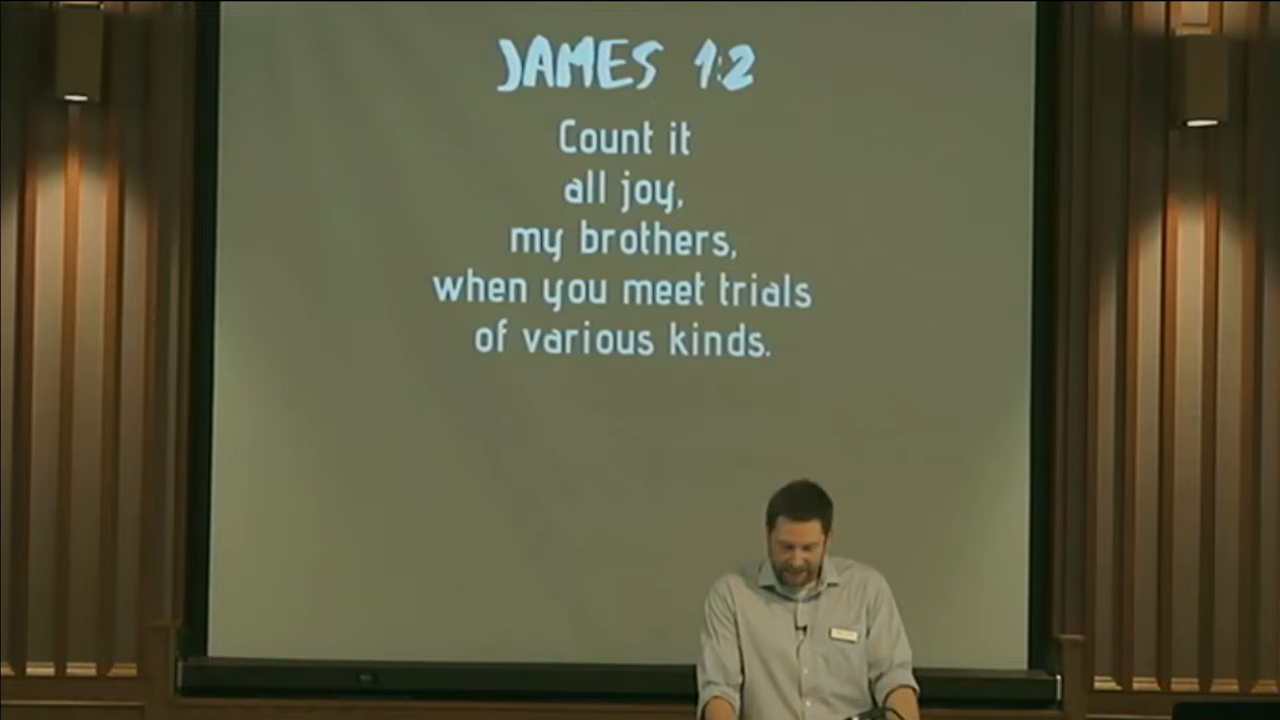 JAMES 1:2
Count it
all joy,
my brothers,
when you meet trials
of various kinds.